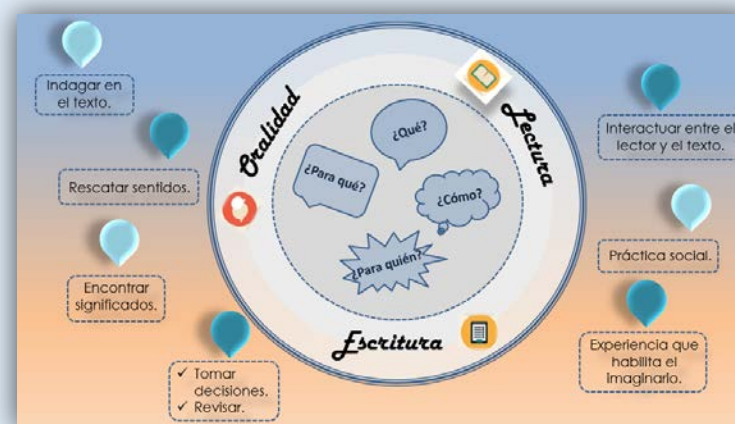 Indagar en
el texto.
Rescatar sentidos.
Encontrar
significados.
✓ Tomar
decisiones.
✓ Revisar.
Oralidad
Lectura
Escritura
¿Qué?
¿Para qué?
¿Cómo?
¿Para quién?
Interactuar entre el
lector y el texto.
Práctica social.
Experiencia que
habilita el
imaginario.